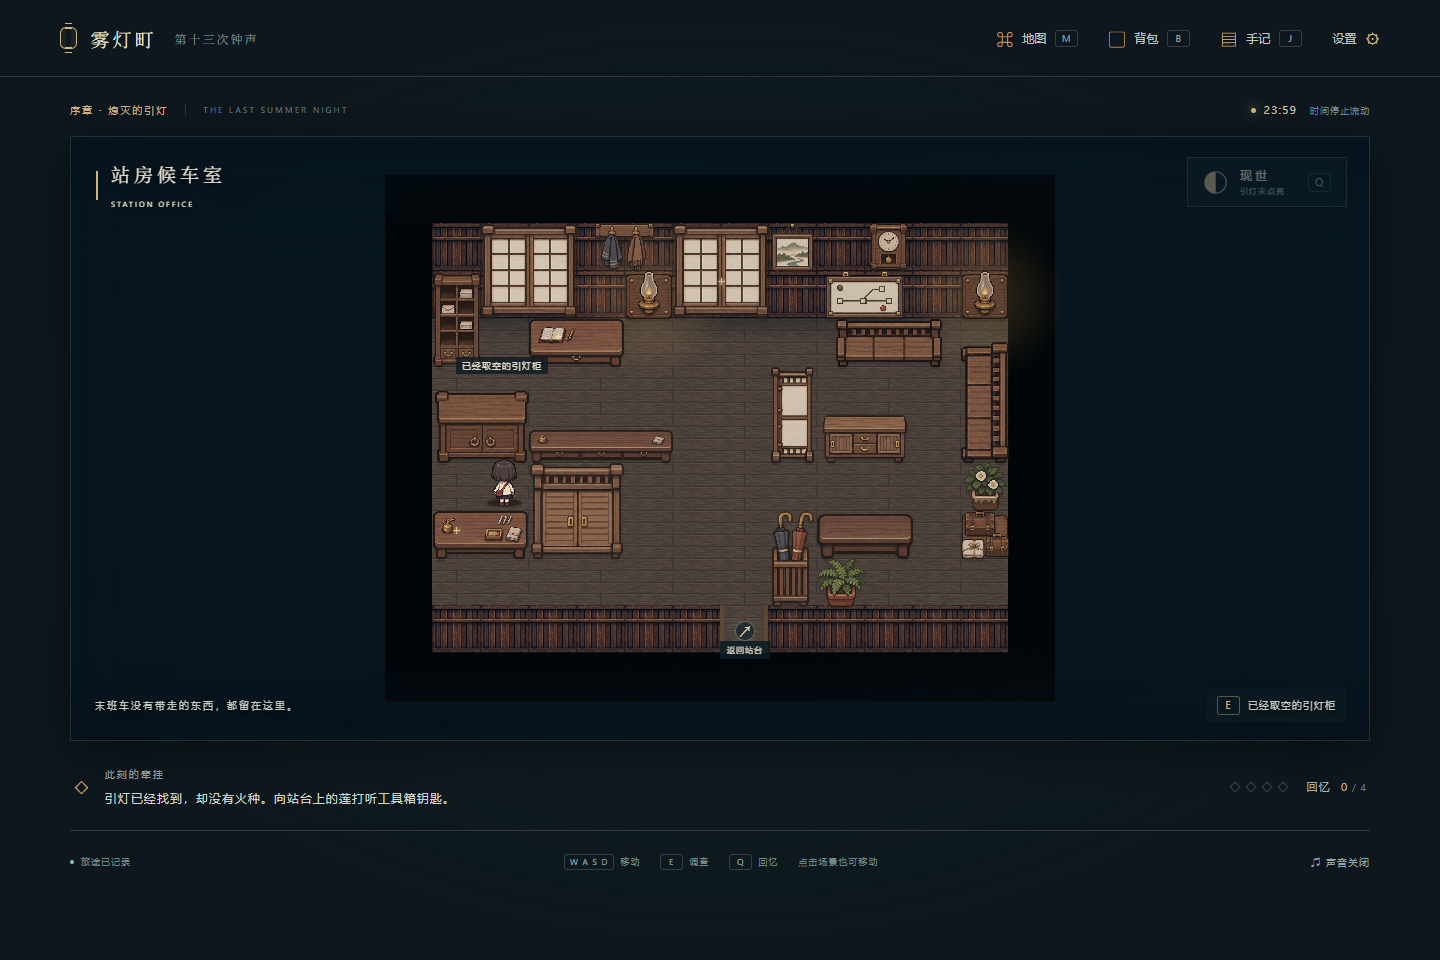 雾灯町 第十三次钟声
地图 M 背包 B 手记 J 设置
序章 · 熄灭的引灯 THE LAST SUMMER NIGHT
23:59 时间停止流动
站房候车室
STATION OFFICE
现世
引灯未点亮
Q
已经取空的引灯柜
返回站台
末班车没有带走的东西，都留在这里。
E 已经取空的引灯柜
此刻的牵挂
引灯已经找到，却没有火种。向站台上的莲打听工具箱钥匙。
回忆 0 / 4
旅途已记录
WASD 移动 E 调查 Q 回忆 点击场景也可移动
声音关闭